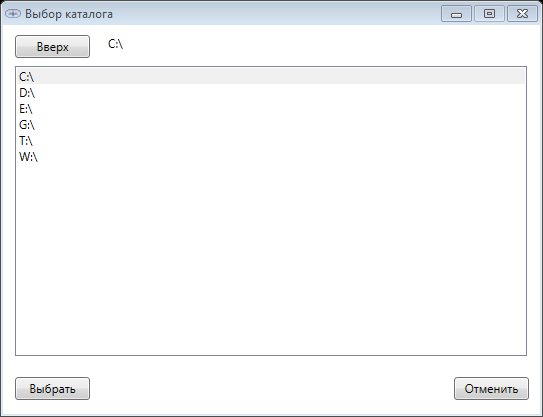 Выбор каталога
Вверх C:\
C:\
D:\
E:\
G:\
T:\
W:\
Выбрать Отменить